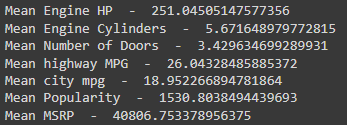 Mean Engine HP  -  251.04505147577356
Mean Engine Cylinders  -  5.671648979772815
Mean Number of Doors  -  3.429634699289931
Mean highway MPG  -  26.04328485885372
Mean city mpg  -  18.952266894781864
Mean Popularity  -  1530.8038494439693
Mean MSRP  -  40806.753378956375